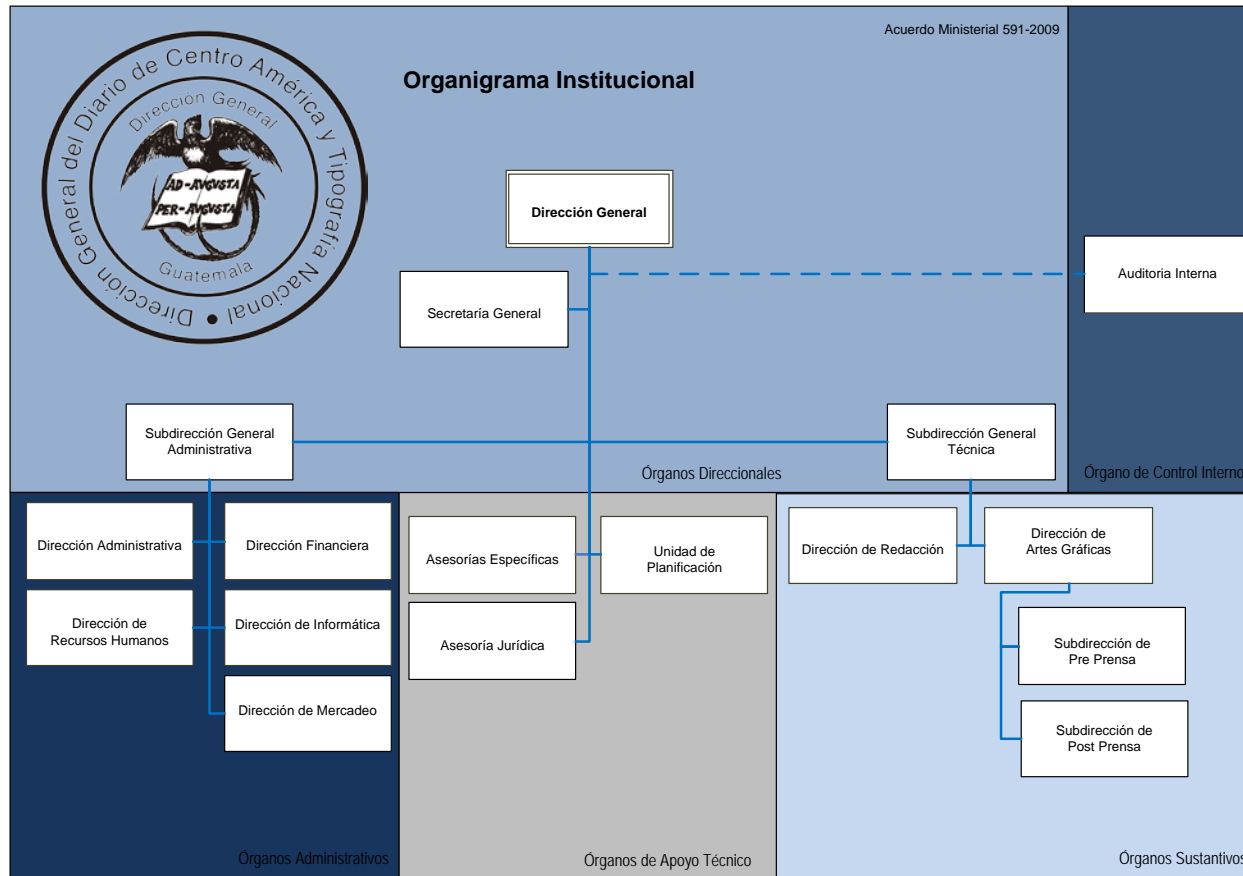 Acuerdo Ministerial 591-2009
Organigrama Institucional
Dirección General del Diario de Centro América y Tipografía Nacional
Dirección General
AD-AVGVSTA
PER-AVGVSTA
Guatemala
Dirección General
Auditoria Interna
Secretaría General
Subdirección General
Administrativa
Subdirección General
Técnica
Órganos Direccionales
Órgano de Control Interno
Dirección Administrativa
Dirección Financiera
Dirección de
Recursos Humanos
Dirección de Informática
Dirección de Mercadeo
Órganos Administrativos
Asesorías Específicas
Unidad de
Planificación
Asesoría Jurídica
Órganos de Apoyo Técnico
Dirección de Redacción
Dirección de
Artes Gráficas
Subdirección de
Pre Prensa
Subdirección de
Post Prensa
Órganos Sustantivos